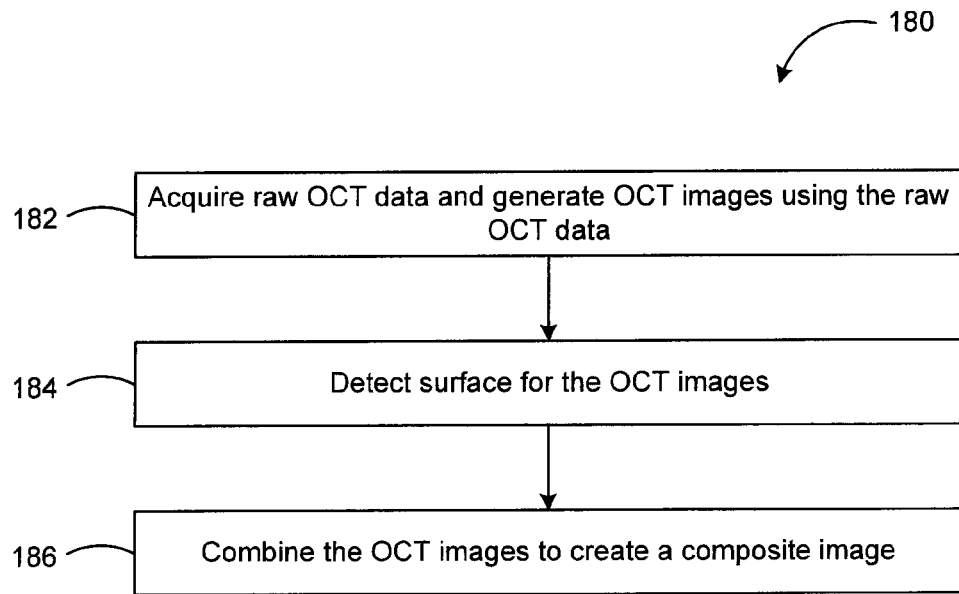 180
182
Acquire raw OCT data and generate OCT images using the raw
OCT data
184
Detect surface for the OCT images
186
Combine the OCT images to create a composite image